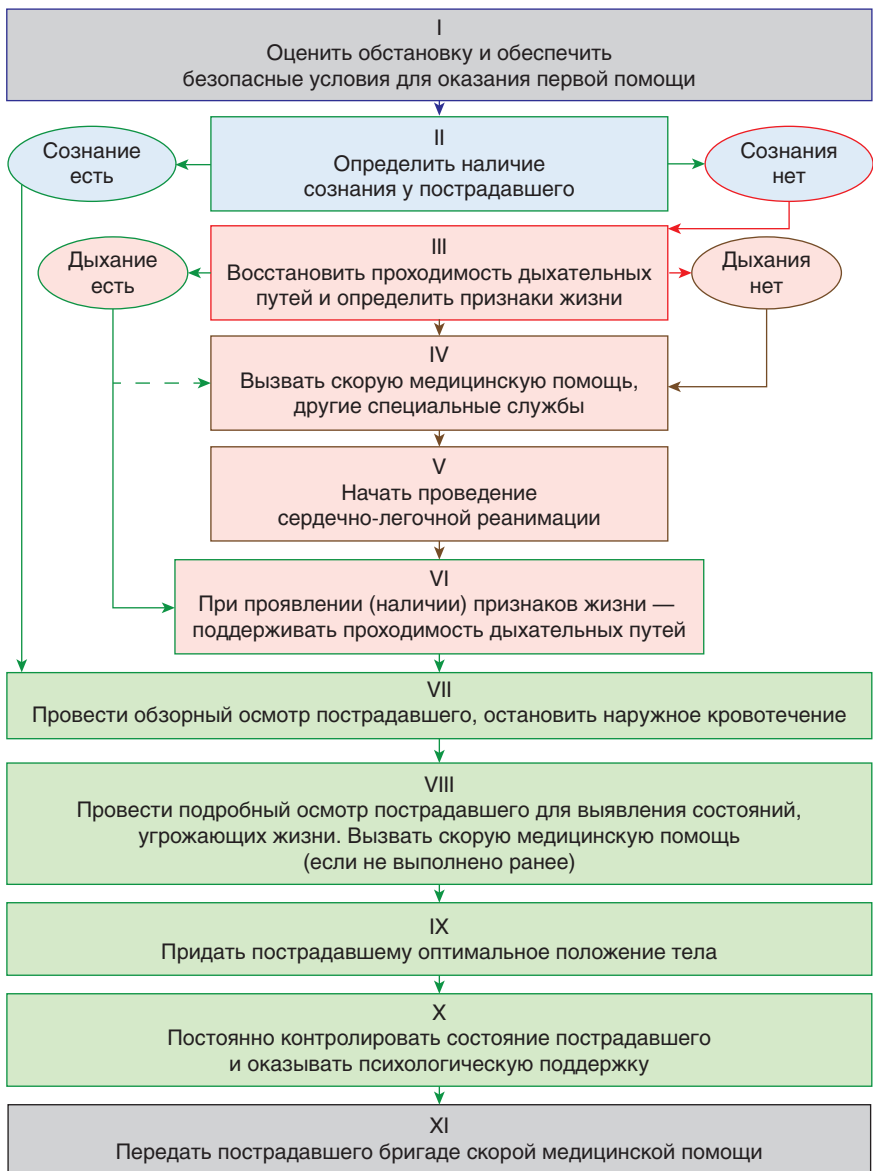 I
Оценить обстановку и обеспечить
безопасные условия для оказания первой помощи
Сознание
есть
II
Определить наличие
сознания у пострадавшего
Сознания
нет
Дыхание
есть
III
Восстановить проходимость дыхательных
путей и определить признаки жизни
Дыхания
нет
IV
Вызвать скорую медицинскую помощь,
другие специальные службы
V
Начать проведение
сердечно-легочной реанимации
VI
При проявлении (наличии) признаков жизни —
поддерживать проходимость дыхательных путей
VII
Провести обзорный осмотр пострадавшего, остановить наружное кровотечение
VIII
Провести подробный осмотр пострадавшего для выявления состояний,
угрожающих жизни. Вызвать скорую медицинскую помощь
(если не выполнено ранее)
IX
Придать пострадавшему оптимальное положение тела
X
Постоянно контролировать состояние пострадавшего
и оказывать психологическую поддержку
XI
Передать пострадавшего бригаде скорой медицинской помощи